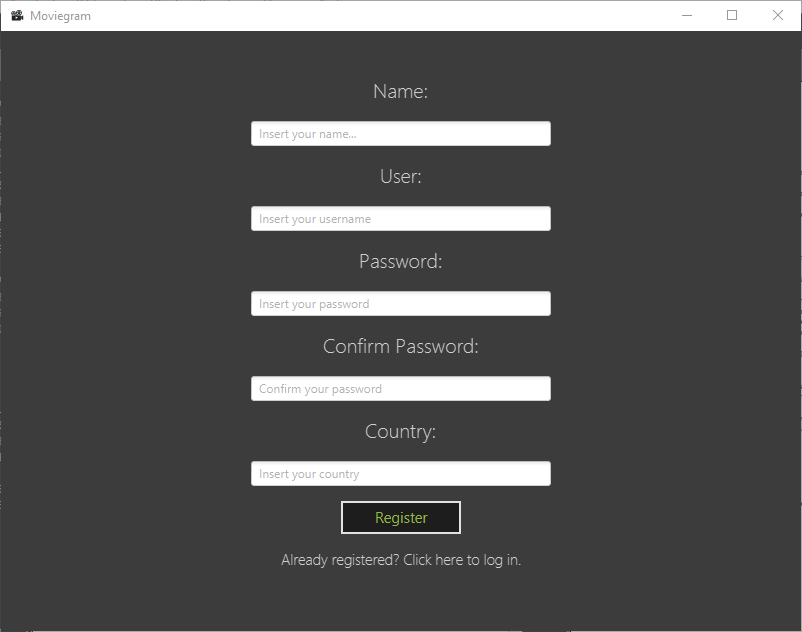 Moviegram
Name:
Insert your name...
User:
Insert your username
Password:
Insert your password
Confirm Password:
Confirm your password
Country:
Insert your country
Register
Already registered? Click here to log in.